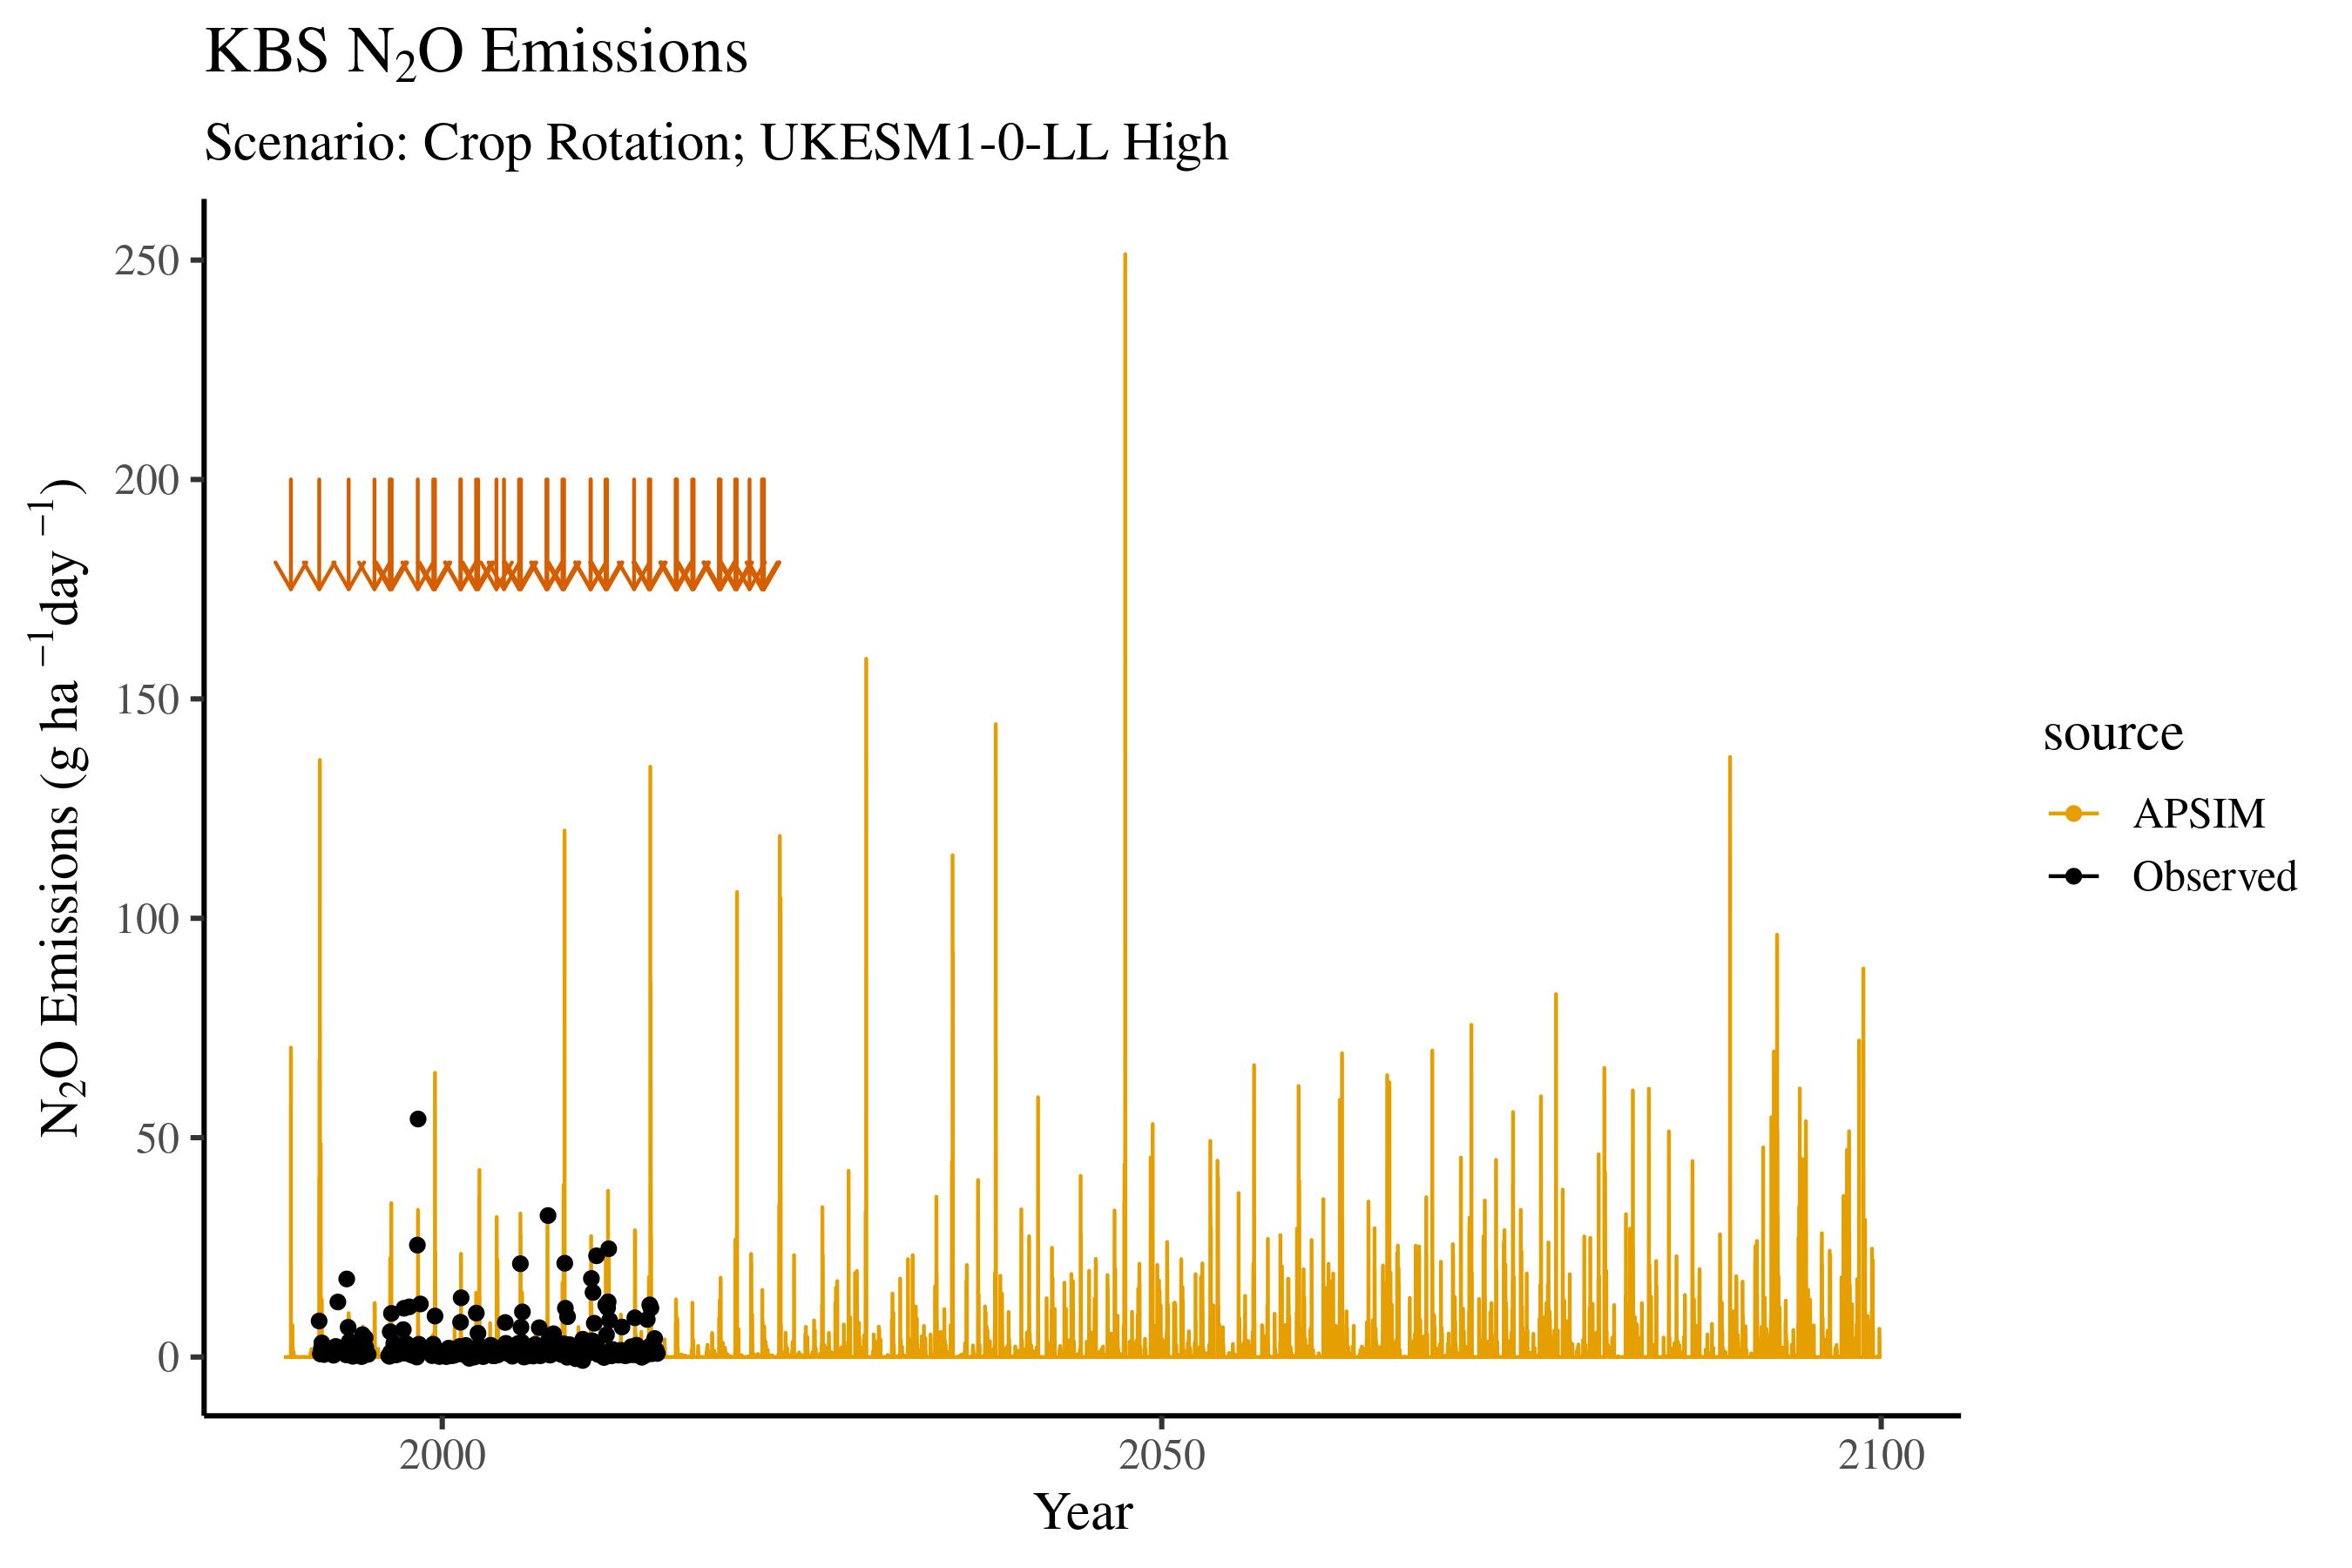 KBS N₂O Emissions
Scenario: Crop Rotation; UKESM1-0-LL High
N₂O Emissions (g ha ⁻¹day ⁻¹)
250
200
150
100
50
0
2000
2050
2100
Year
source
APSIM
Observed